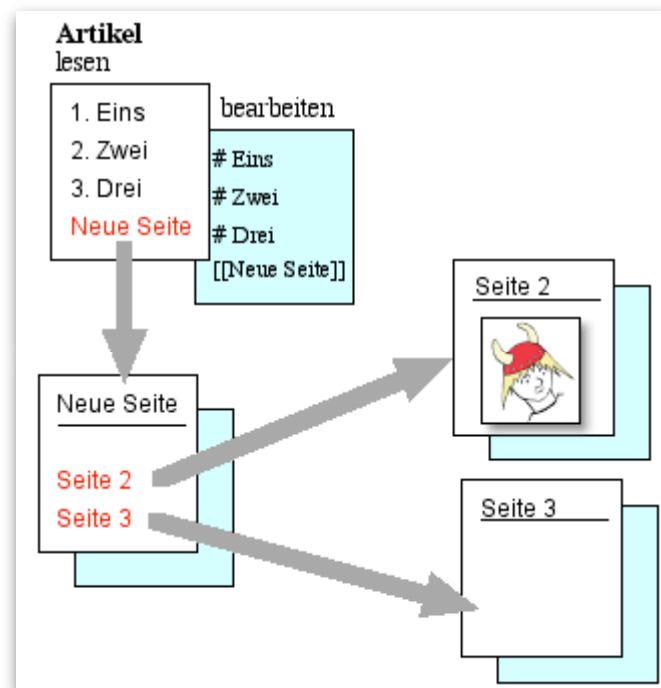 Artikel
lesen
1. Eins
2. Zwei
3. Drei
Neue Seite
bearbeiten
# Eins
# Zwei
# Drei
[[Neue Seite]]
Neue Seite
Seite 2
Seite 3
Seite 2
Seite 3